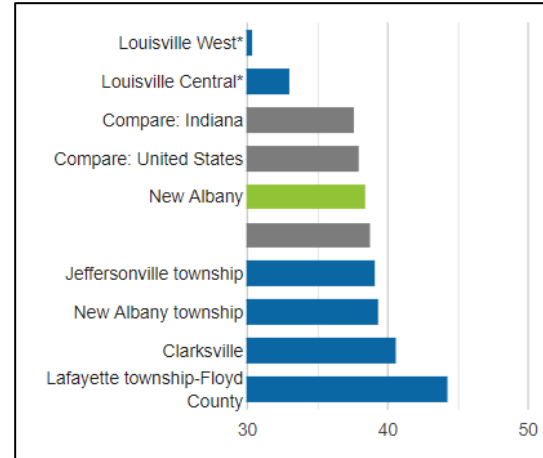 Louisville West*
Louisville Central*
Compare: Indiana
Compare: United States
New Albany
Jeffersonville township
New Albany township
Clarksville
Lafayette township-Floyd
County
30
40
50